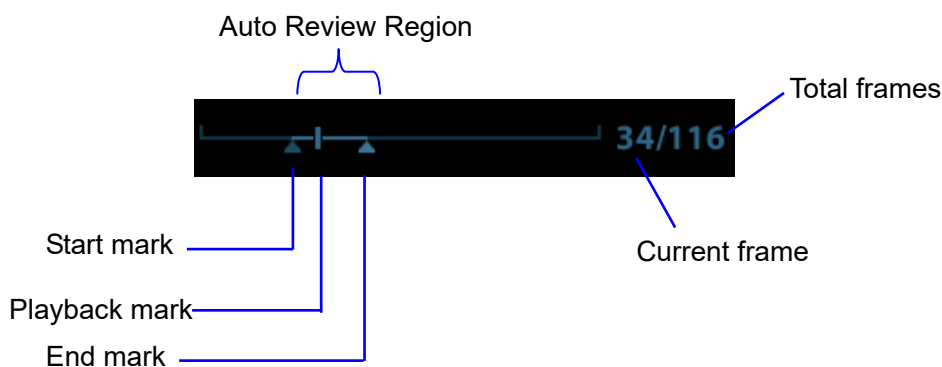 Auto Review Region
Total frames
34/116
Start mark
Current frame
Playback mark
End mark